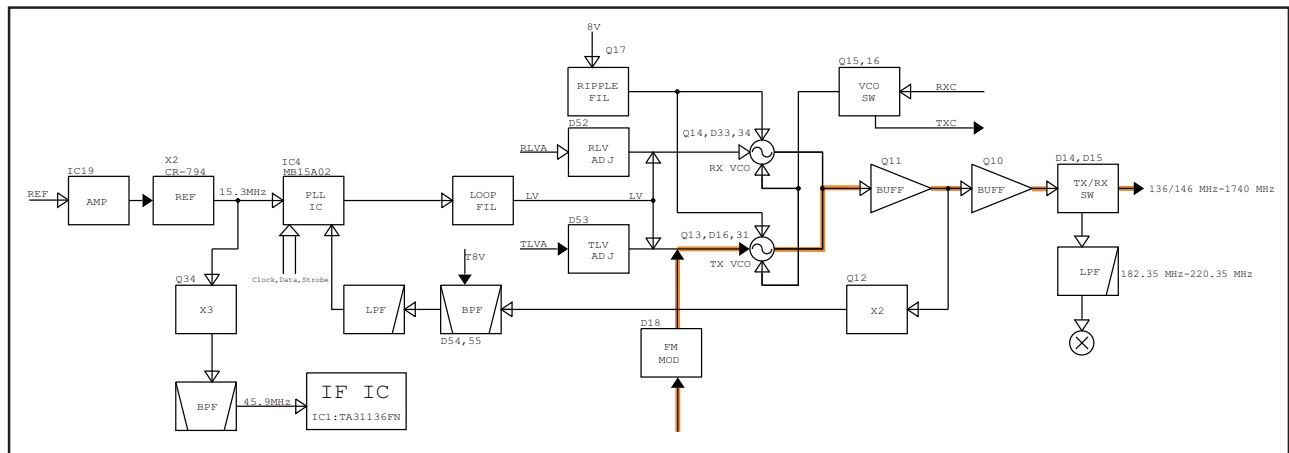 8V
Q17
RIPPLE
FIL
Q15,16
VCO
SW
RXC
TXC
D52
RLVA
RLV
ADJ
Q14,D33,34
RX VCO
IC19
REF
AMP
X2
CR-794
REF
15.3MHz
IC4
MB15A02
PLL
IC
LOOP
FIL
LV
LV
Q11
BUFF
Q10
BUFF
D14,D15
TX/RX
SW
136/146 MHz-1740 MHz
D53
TLVA
TLV
ADJ
Q13,D16,31
TX VCO
Clock,Data,Strobe
T8V
LPF
182.35 MHz-220.35 MHz
Q34
X3
LPF
BPF
D54,55
Q12
X2
D18
FM
MOD
BPF
45.9MHz
IF IC
IC1:TA31136FN